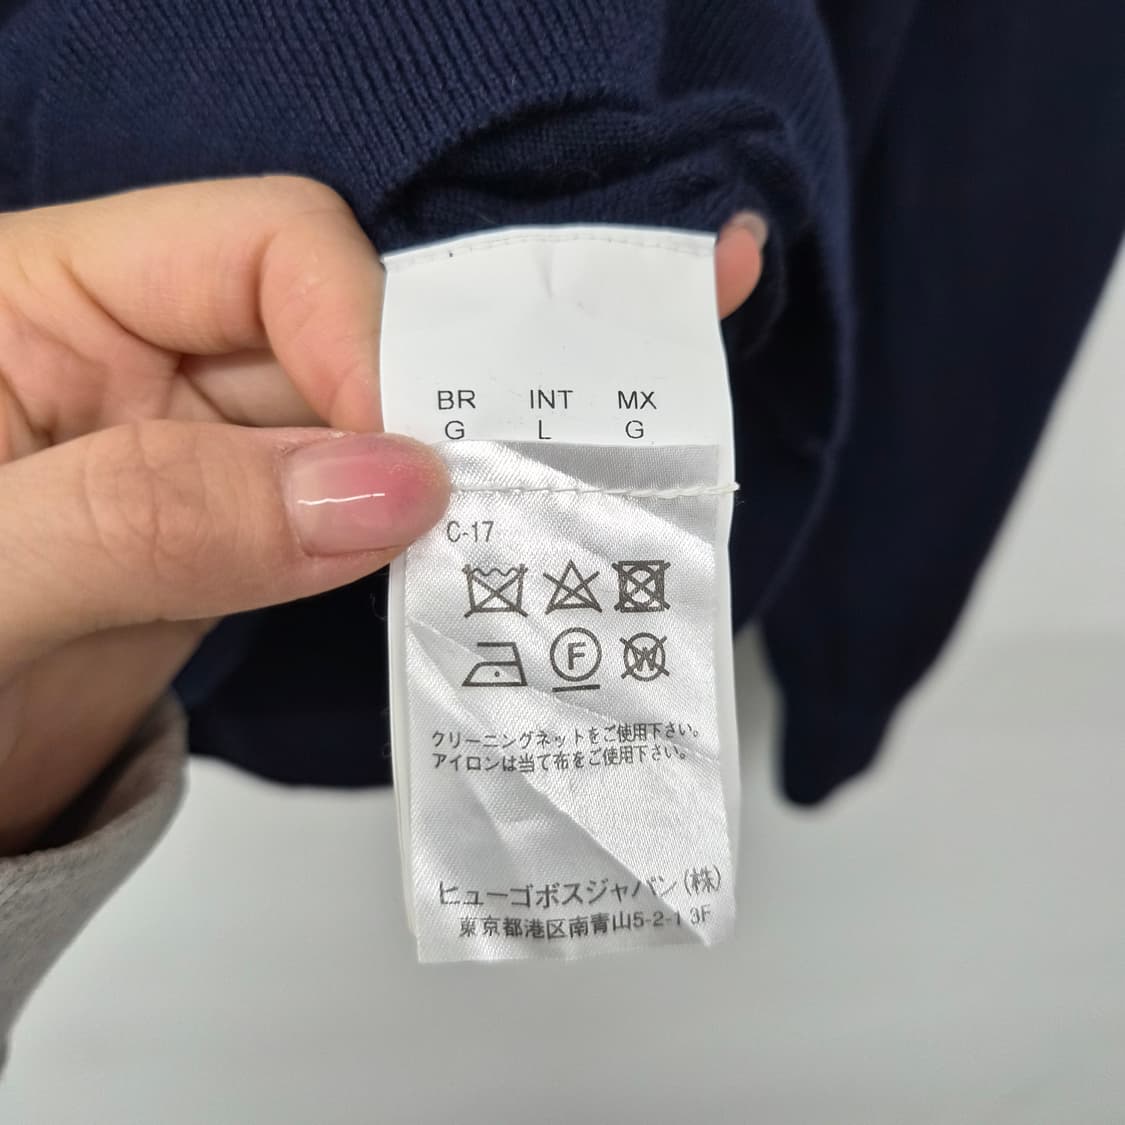 BR INT MX
G L G
C-17
F
W
クリーニングネットをご使用下さい。
アイロンは当て布をご使用下さい。
ヒューゴボスジャパン(株)
東京都港区南青山5-2-1 3F